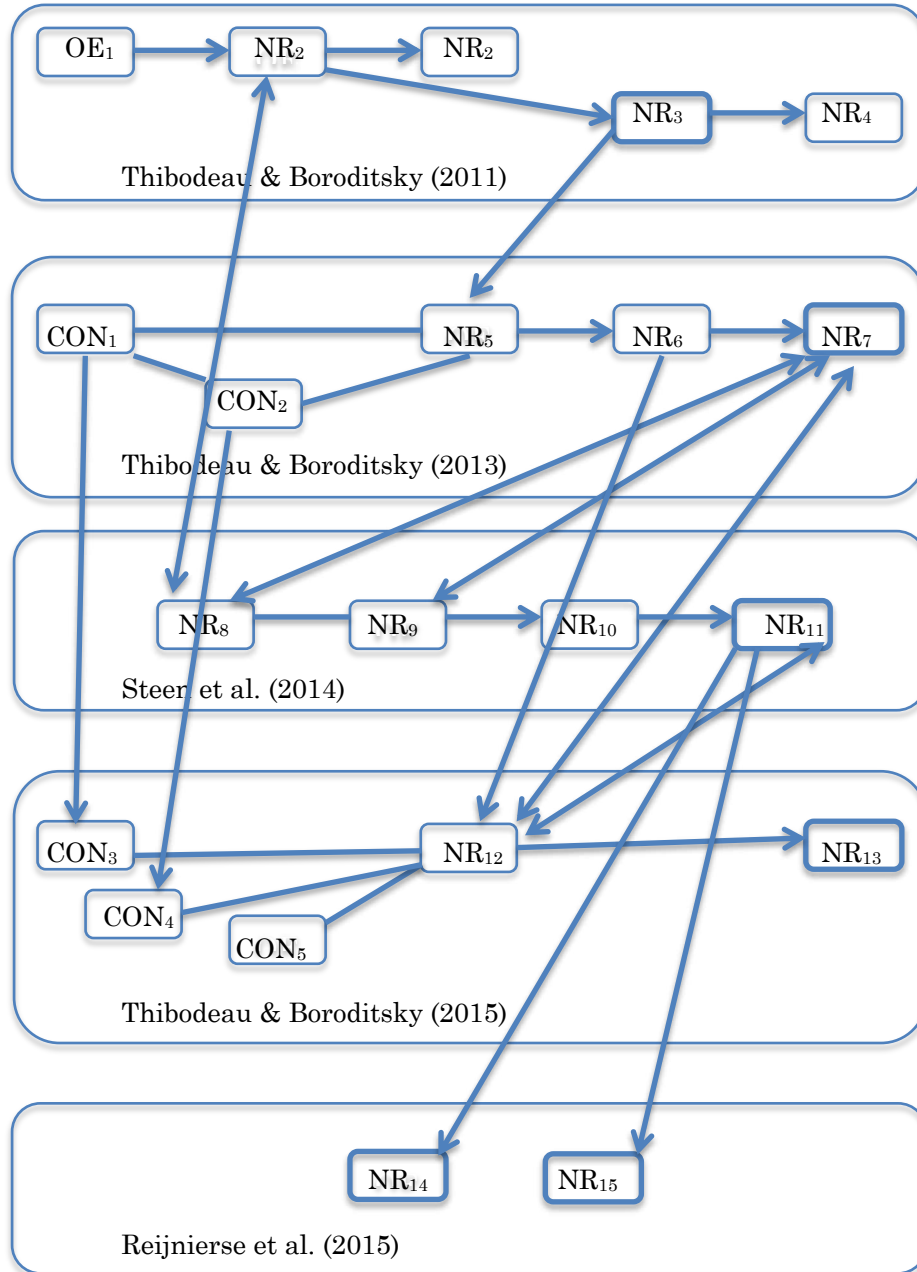 OE₁ NR₂ NR₂
NR₃ NR₄
Thibodeau & Boroditsky (2011)
CON₁ NR₅ NR₆ NR₇
CON₂
Thibodeau & Boroditsky (2013)
NR₈ NR₉ NR₁₀ NR₁₁
Steen et al. (2014)
CON₃ NR₁₂ NR₁₃
CON₄
CON₅
Thibodeau & Boroditsky (2015)
NR₁₄ NR₁₅
Reijnierse et al. (2015)